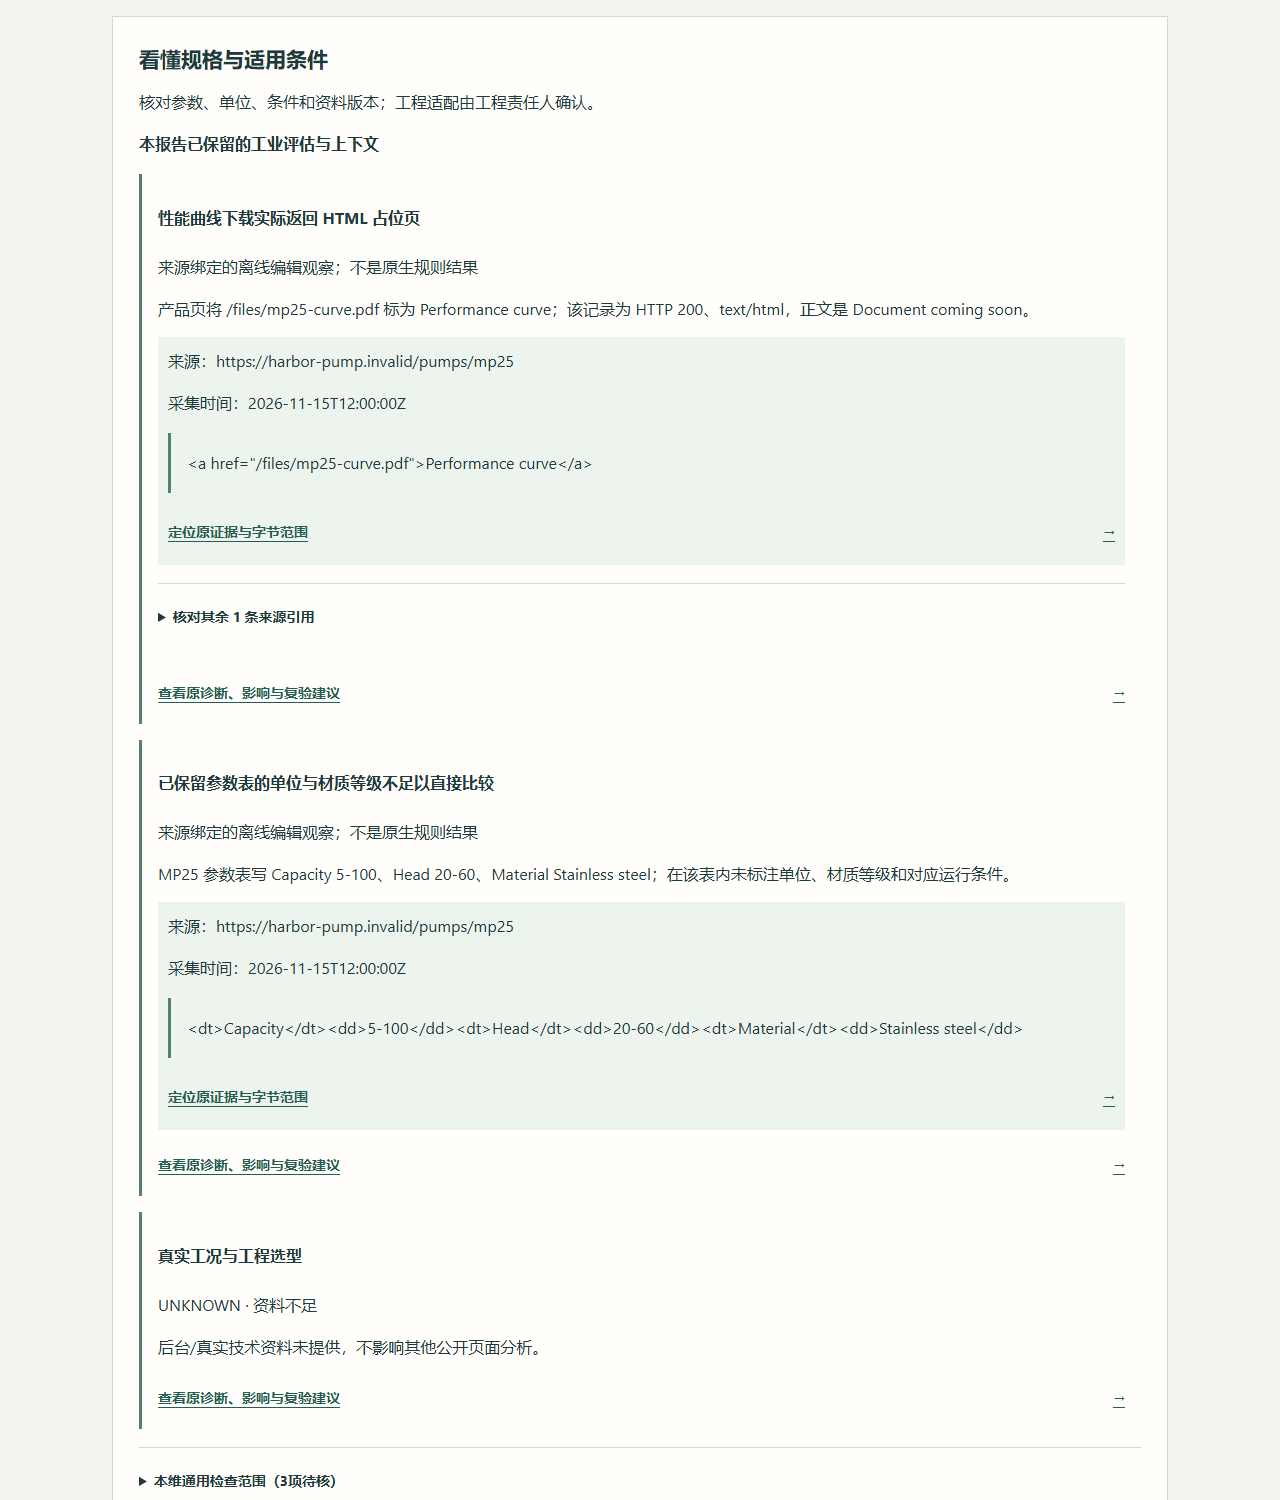 看懂规格与适用条件
核对参数、单位、条件和资料版本；工程适配由工程责任人确认。
本报告已保留的工业评估与上下文
性能曲线下载实际返回 HTML 占位页
来源绑定的离线编辑观察；不是原生规则结果
产品页将 /files/mp25-curve.pdf 标为 Performance curve；该记录为 HTTP 200、text/html，正文是 Document coming soon。
来源：https://harbor-pump.invalid/pumps/mp25
采集时间：2026-11-15T12:00:00Z
<a href="/files/mp25-curve.pdf">Performance curve</a>
定位原证据与字节范围 →
▶ 核对其余 1 条来源引用
查看原诊断、影响与复验建议 →
已保留参数表的单位与材质等级不足以直接比较
来源绑定的离线编辑观察；不是原生规则结果
MP25 参数表写 Capacity 5-100、Head 20-60、Material Stainless steel；在该表内未标注单位、材质等级和对应运行条件。
来源：https://harbor-pump.invalid/pumps/mp25
采集时间：2026-11-15T12:00:00Z
<dt>Capacity</dt><dd>5-100</dd><dt>Head</dt><dd>20-60</dd><dt>Material</dt><dd>Stainless steel</dd>
定位原证据与字节范围 →
查看原诊断、影响与复验建议 →
真实工况与工程选型
UNKNOWN · 资料不足
后台/真实技术资料未提供，不影响其他公开页面分析。
查看原诊断、影响与复验建议 →
▶ 本维通用检查范围（3项待核）